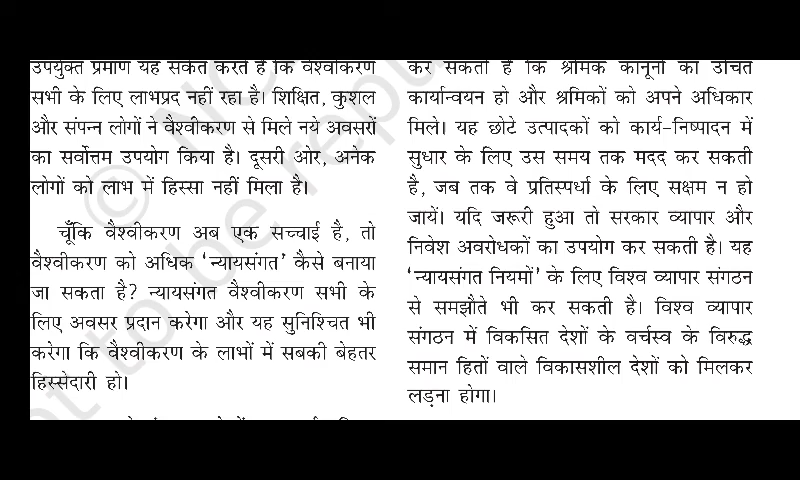 उपर्युक्त प्रमाण यह संकेत करते हैं कि वैश्वीकरण
सभी के लिए लाभप्रद नहीं रहा है। शिक्षित, कुशल
और संपन्न लोगों ने वैश्वीकरण से मिले नये अवसरों
का सर्वोत्तम उपयोग किया है। दूसरी ओर, अनेक
लोगों को लाभ में हिस्सा नहीं मिला है।
चूँकि वैश्वीकरण अब एक सच्चाई है, तो
वैश्वीकरण को अधिक ‘न्यायसंगत’ कैसे बनाया
जा सकता है? न्यायसंगत वैश्वीकरण सभी के
लिए अवसर प्रदान करेगा और यह सुनिश्चित भी
करेगा कि वैश्वीकरण के लाभों में सबकी बेहतर
हिस्सेदारी हो।
कर सकती है कि श्रमिक कानूनों का उचित
कार्यान्वयन हो और श्रमिकों को अपने अधिकार
मिले। यह छोटे उत्पादकों को कार्य-निष्पादन में
सुधार के लिए उस समय तक मदद कर सकती
है, जब तक वे प्रतिस्पर्धा के लिए सक्षम न हो
जायें। यदि जरूरी हुआ तो सरकार व्यापार और
निवेश अवरोधकों का उपयोग कर सकती है। यह
‘न्यायसंगत नियमों’ के लिए विश्व व्यापार संगठन
से समझौते भी कर सकती है। विश्व व्यापार
संगठन में विकसित देशों के वर्चस्व के विरुद्ध
समान हितों वाले विकासशील देशों को मिलकर
लड़ना होगा।